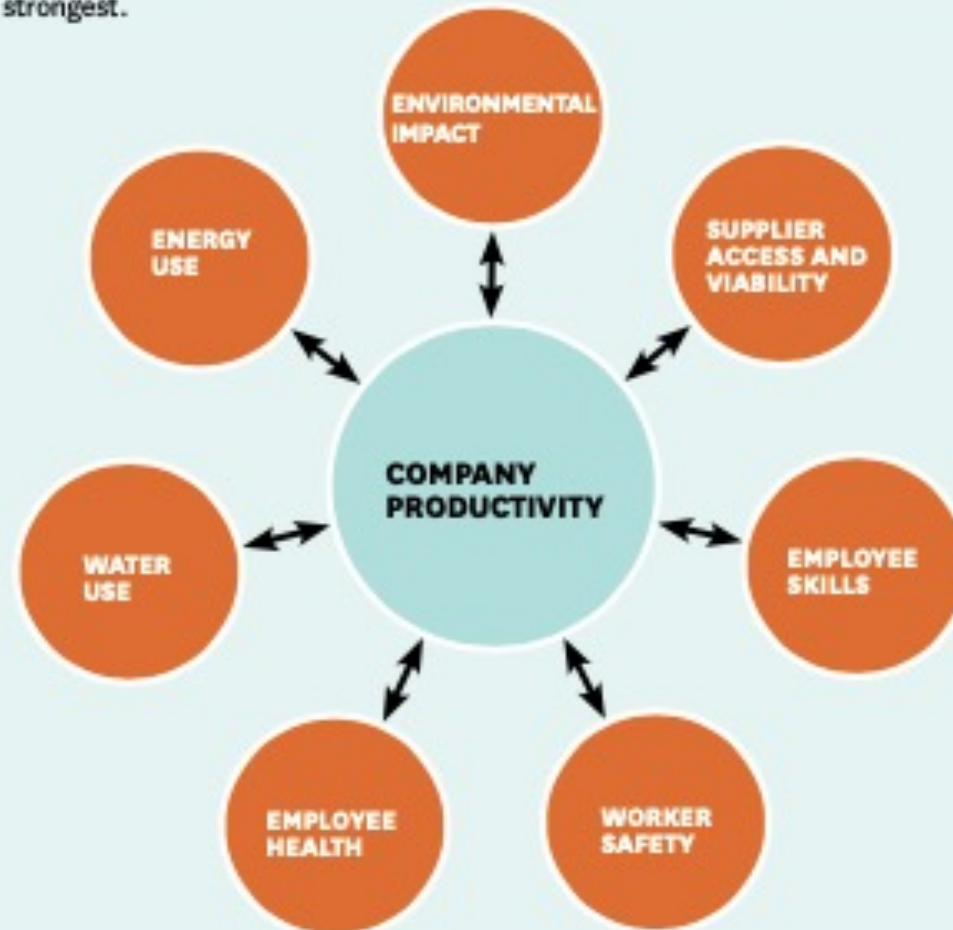 strongest.
ENVIRONMENTAL
IMPACT
SUPPLIER
ACCESS AND
VIABILITY
ENERGY
USE
COMPANY
PRODUCTIVITY
EMPLOYEE
SKILLS
WATER
USE
EMPLOYEE
HEALTH
WORKER
SAFETY